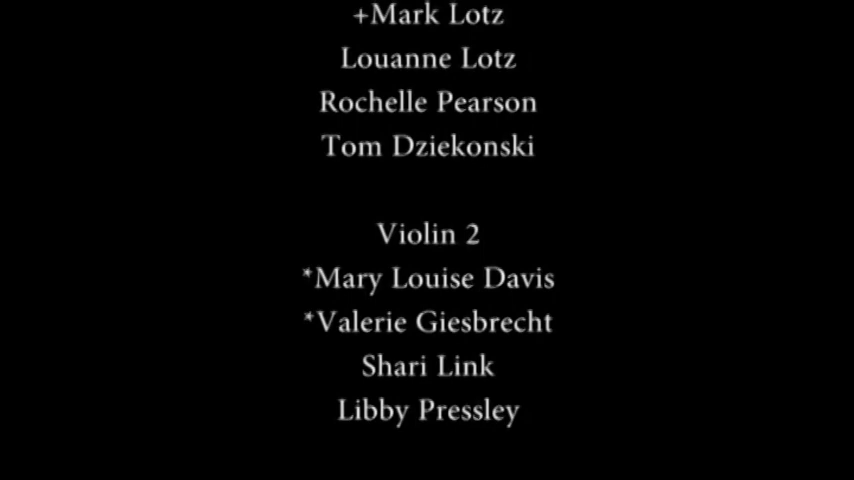 +Mark Lotz
Louanne Lotz
Rochelle Pearson
Tom Dziekonski
Violin 2
*Mary Louise Davis
*Valerie Giesbrecht
Shari Link
Libby Pressley